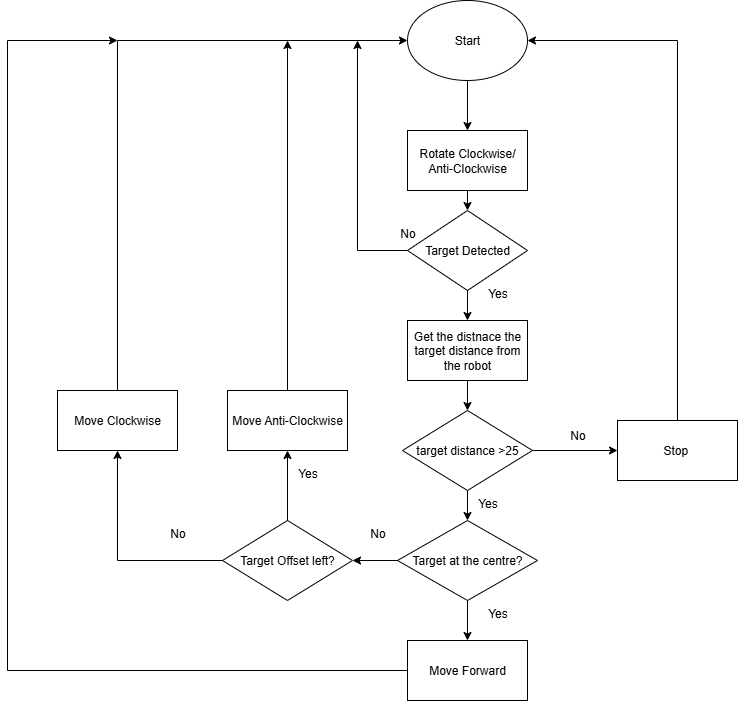 Start
Rotate Clockwise/
Anti-Clockwise
No
Target Detected
Yes
Get the distnace the
target distance from
the robot
Move Clockwise
Move Anti-Clockwise
target distance >25
No
Stop
Yes
Yes
No
Target Offset left?
No
Target at the centre?
Yes
Move Forward